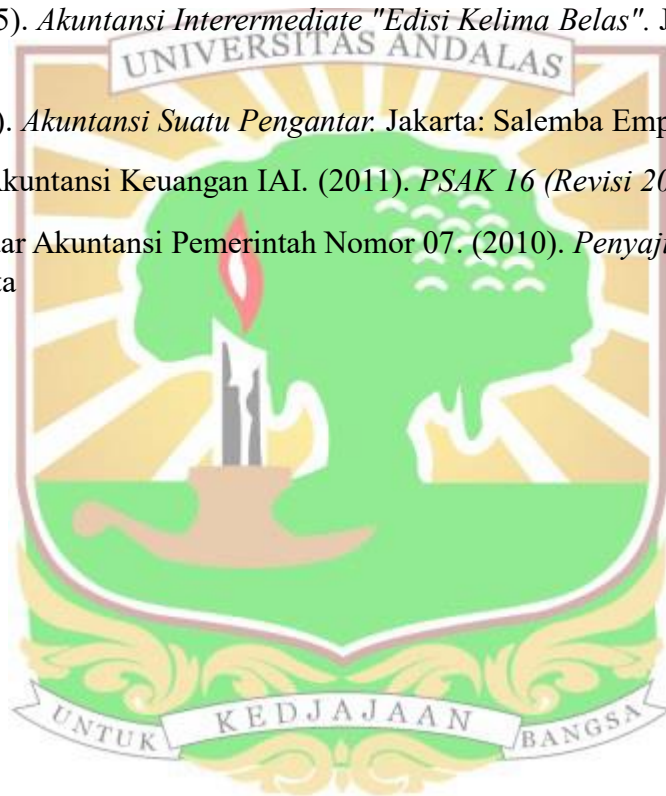 5). Akuntansi Interermediate "Edisi Kelima Belas". J
UNIVERSITAS ANDALAS
). Akuntansi Suatu Pengantar. Jakarta: Salemba Emp
Akuntansi Keuangan IAI. (2011). PSAK 16 (Revisi 20
ar Akuntansi Pemerintah Nomor 07. (2010). Penyaji
ta
UNTUK KEDJAJAAN BANGSA